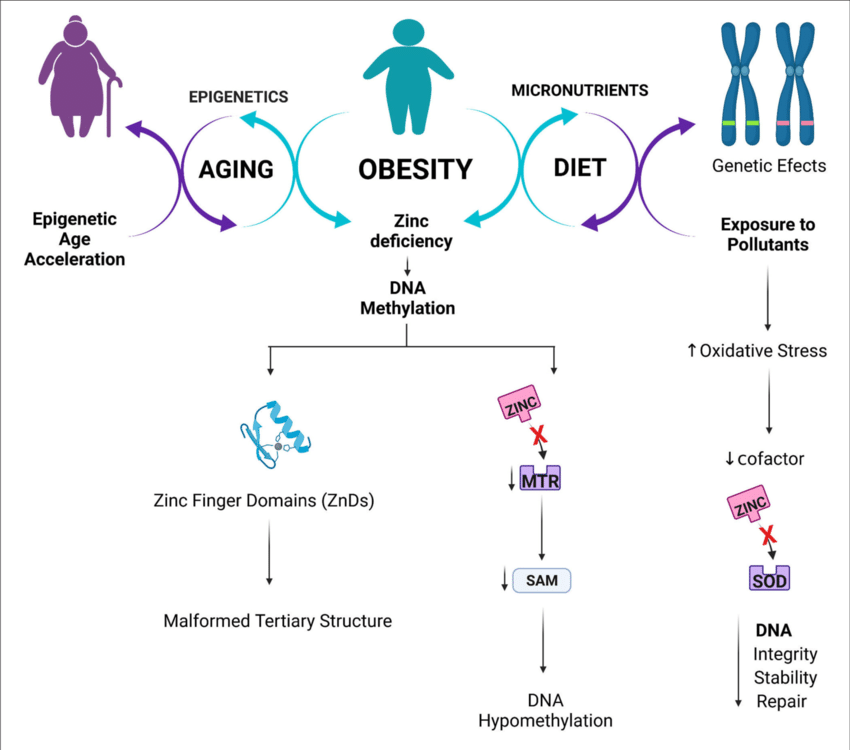 EPIGENETICS
MICRONUTRIENTS
AGING
OBESITY
DIET
Genetic Efects
Epigenetic
Age
Acceleration
Zinc
deficiency
Exposure to
Pollutants
DNA
Methylation
↑Oxidative Stress
ZINC
X
↓cofactor
↓MTR
Zinc Finger Domains (ZnDs)
ZINC
X
↓SAM
SOD
Malformed Tertiary Structure
DNA
Integrity
Stability
Repair
DNA
Hypomethylation